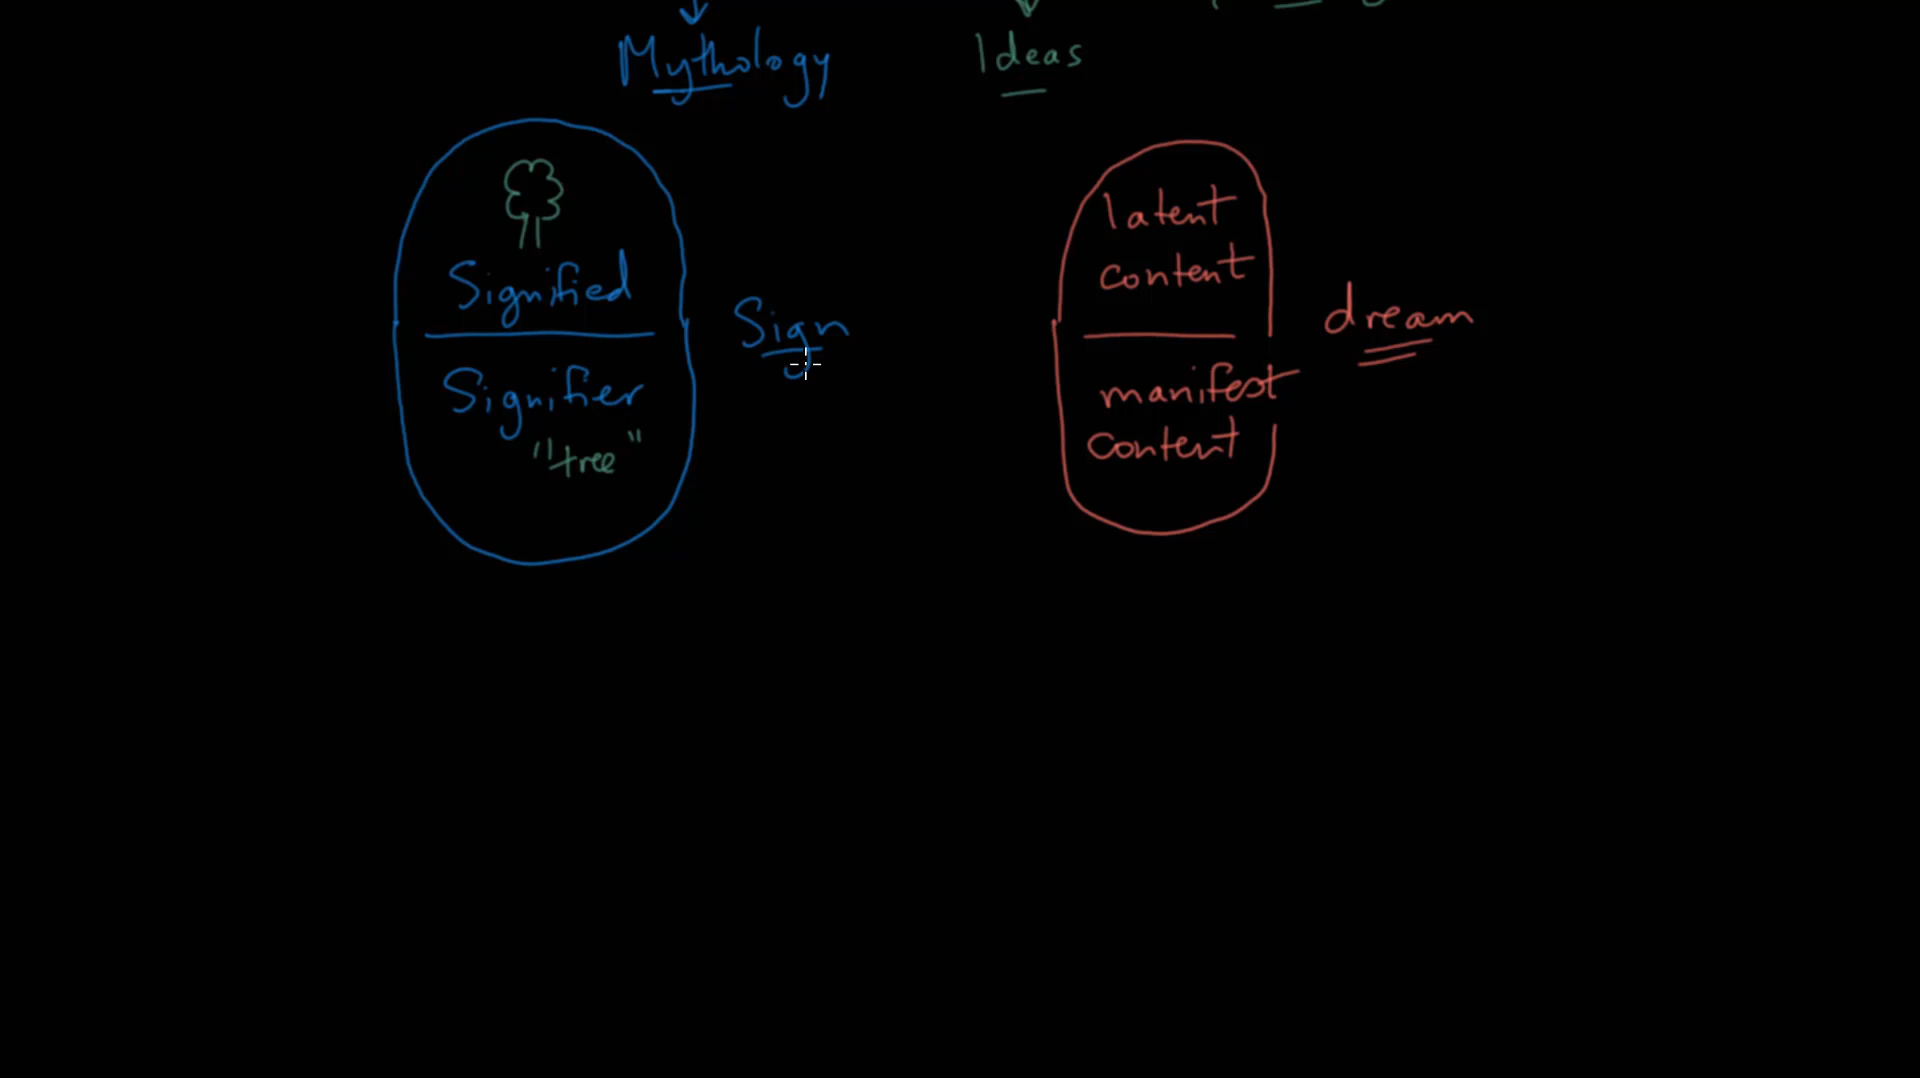 Mythology
Ideas
Signified
Signifier
"tree"
Sign
latent
content
manifest
content
dream